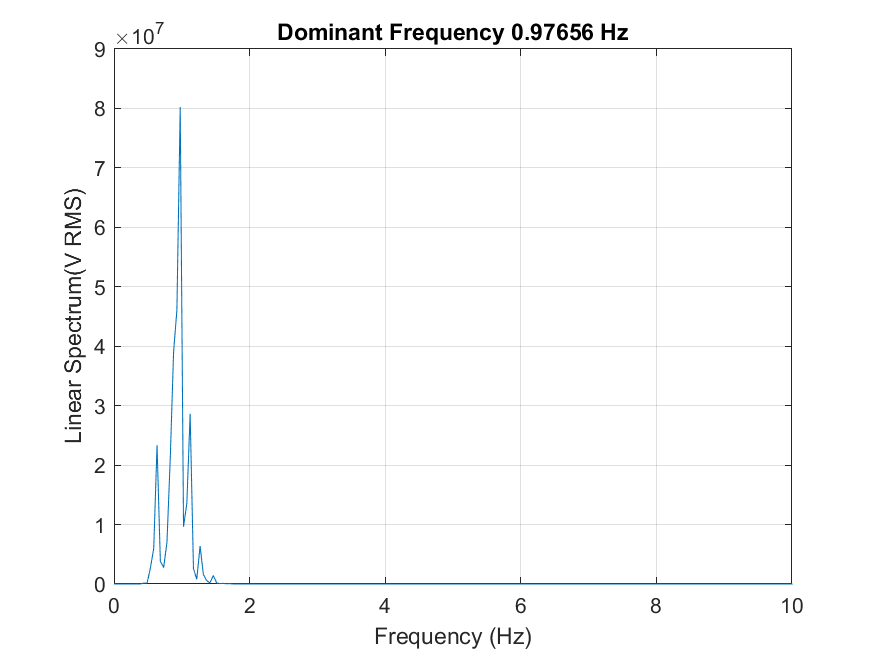 Dominant Frequency 0.97656 Hz
×10^7
9
8
7
6
5
4
3
2
1
0
Linear Spectrum(V RMS)
0 2 4 6 8 10
Frequency (Hz)